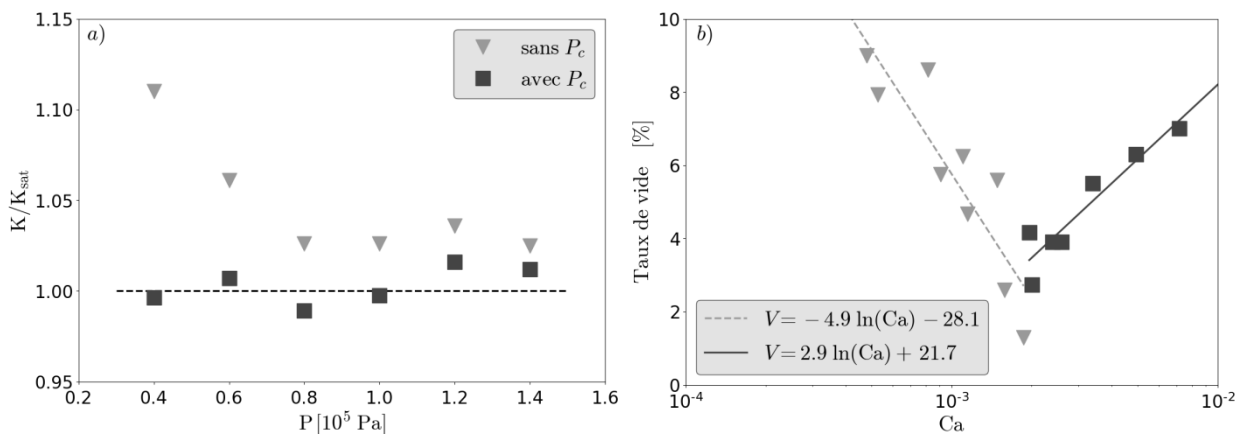 a)
1.15
1.10
1.05
1.00
0.95
K/K_sat
0.2 0.4 0.6 0.8 1.0 1.2 1.4 1.6
P [10⁵ Pa]
sans P_c
avec P_c
b)
10
8
6
4
2
0
Taux de vide [%]
10⁻⁴ 10⁻³ 10⁻²
Ca
V = − 4.9 ln(Ca) − 28.1
V = 2.9 ln(Ca) + 21.7